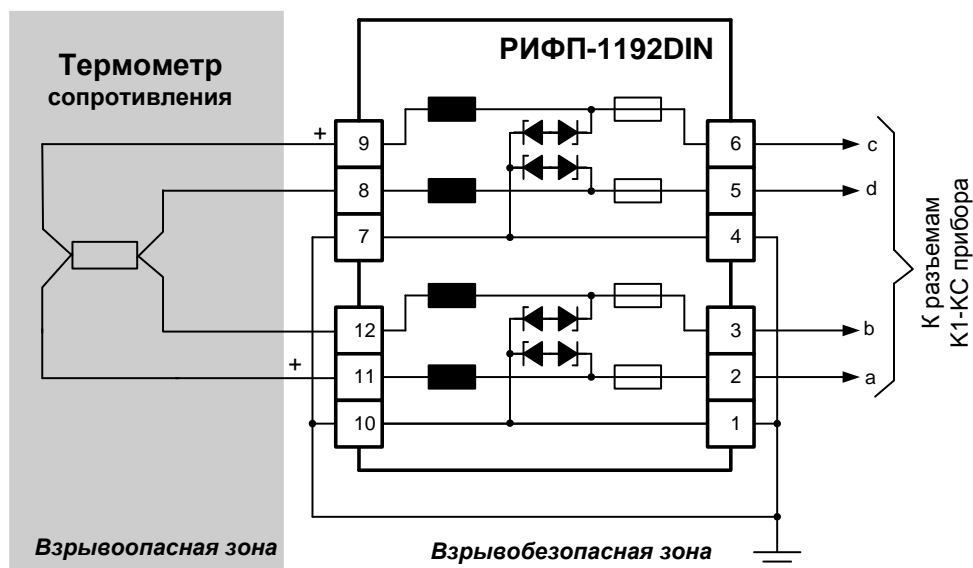 РИФП-1192DIN
Термометр
сопротивления
+
9
6
c
8
5
d
7
4
К разъемам
К1-КС прибора
12
3
b
+
11
2
a
10
1
Взрывоопасная зона
Взрывобезопасная зона